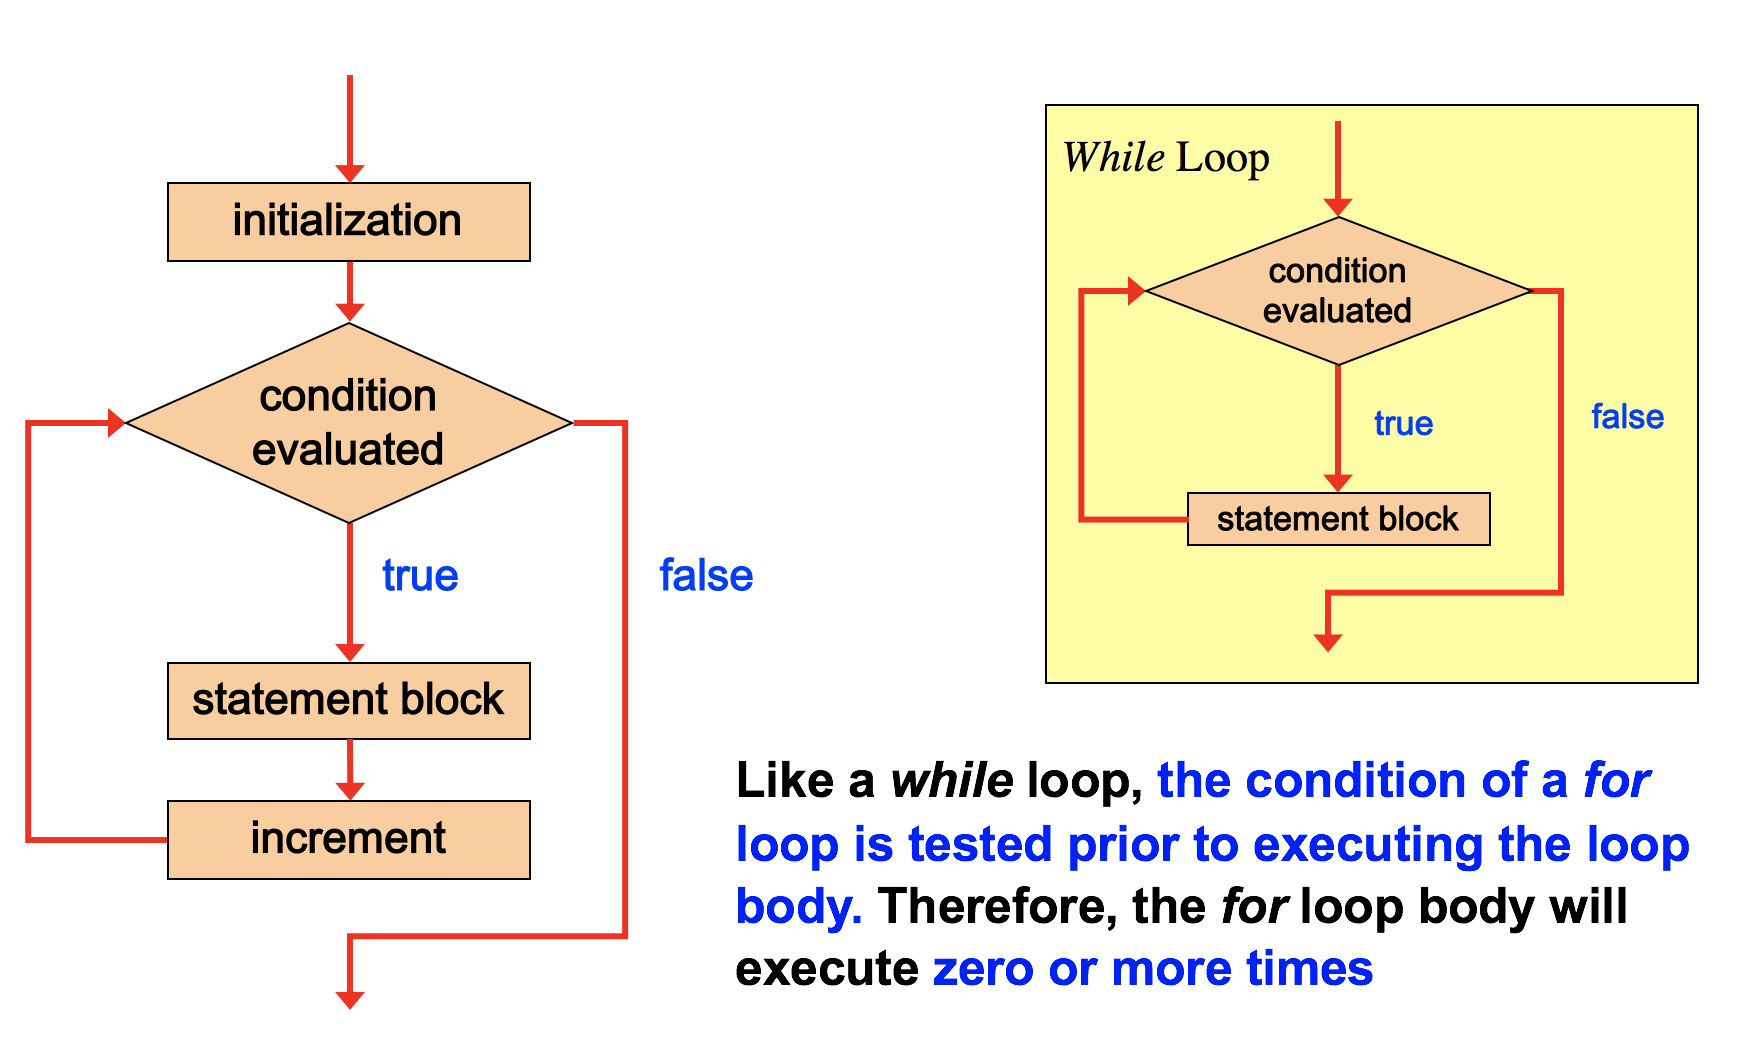 initialization
condition
evaluated
true
false
statement block
increment
While Loop
condition
evaluated
true
false
statement block
Like a while loop, the condition of a for
loop is tested prior to executing the loop
body. Therefore, the for loop body will
execute zero or more times